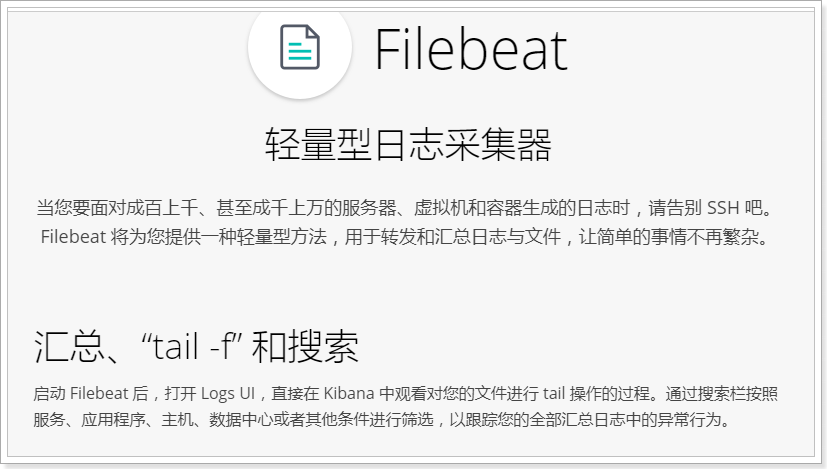 Filebeat
轻量型日志采集器
当您要面对成百上千、甚至成千上万的服务器、虚拟机和容器生成的日志时，请告别 SSH 吧。
Filebeat 将为您提供一种轻量型方法，用于转发和汇总日志与文件，让简单的事情不再繁杂。
汇总、“tail -f” 和搜索
启动 Filebeat 后，打开 Logs UI，直接在 Kibana 中观看对您的文件进行 tail 操作的过程。通过搜索栏按照
服务、应用程序、主机、数据中心或者其他条件进行筛选，以跟踪您的全部汇总日志中的异常行为。